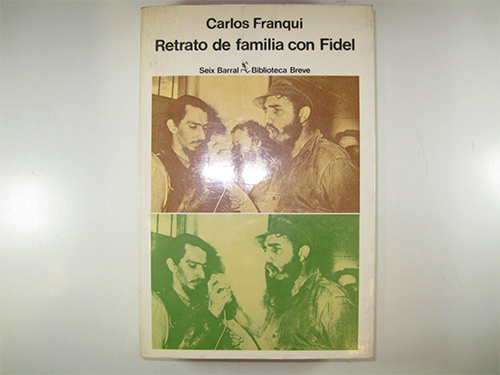 Carlos Franqui
Retrato de familia con Fidel
Seix Barral Biblioteca Breve